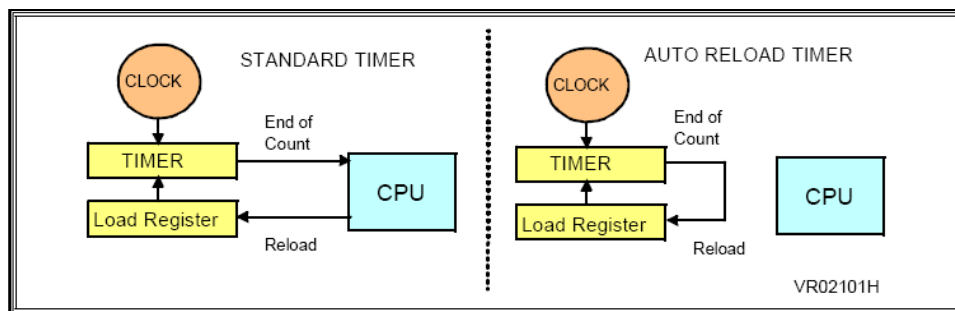 STANDARD TIMER
CLOCK
End of
Count
TIMER
CPU
Load Register
Reload
AUTO RELOAD TIMER
CLOCK
End of
Count
TIMER
CPU
Load Register
Reload
VR02101H